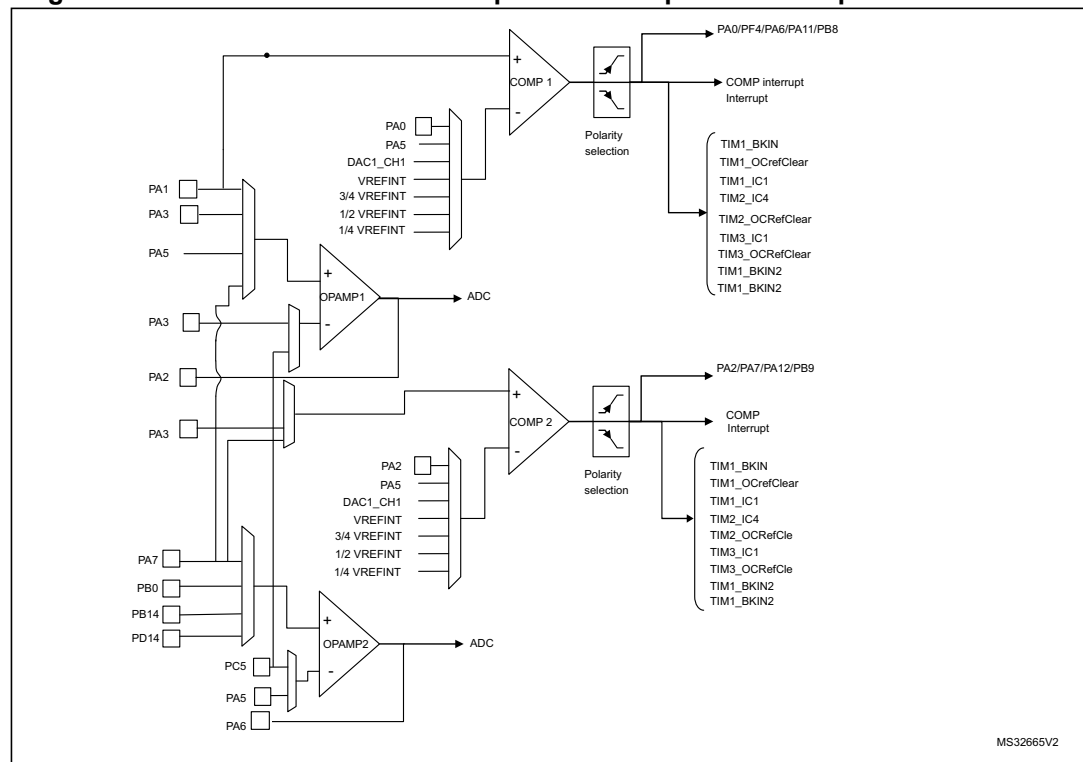 PA0/PF4/PA6/PA11/PB8
+
COMP 1
-
COMP interrupt
Interrupt
Polarity
selection
PA0
PA5
DAC1_CH1
VREFINT
3/4 VREFINT
1/2 VREFINT
1/4 VREFINT
TIM1_BKIN
TIM1_OCrefClear
TIM1_IC1
TIM2_IC4
TIM2_OCRefClear
TIM3_IC1
TIM3_OCrefClear
TIM1_BKIN2
TIM1_BKIN2
PA1
PA3
PA5
+
OPAMP1
-
ADC
PA3
PA2
PA3
PA2/PA7/PA12/PB9
+
COMP 2
-
COMP
Interrupt
Polarity
selection
PA2
PA5
DAC1_CH1
VREFINT
3/4 VREFINT
1/2 VREFINT
1/4 VREFINT
TIM1_BKIN
TIM1_OCrefClear
TIM1_IC1
TIM2_IC4
TIM2_OCRefCle
TIM3_IC1
TIM3_OCRefCle
TIM1_BKIN2
TIM1_BKIN2
PA7
PB0
PB14
PD14
+
OPAMP2
-
ADC
PC5
PA5
PA6
MS32665V2